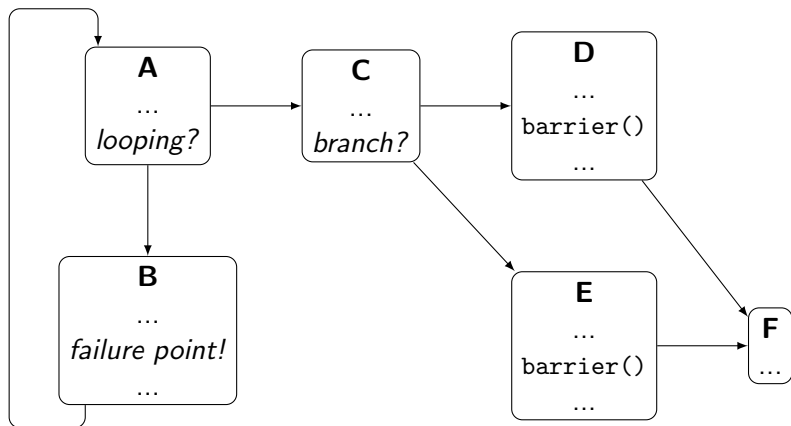 A
...
looping?
B
...
failure point!
...
C
...
branch?
D
...
barrier()
...
E
...
barrier()
...
F
...